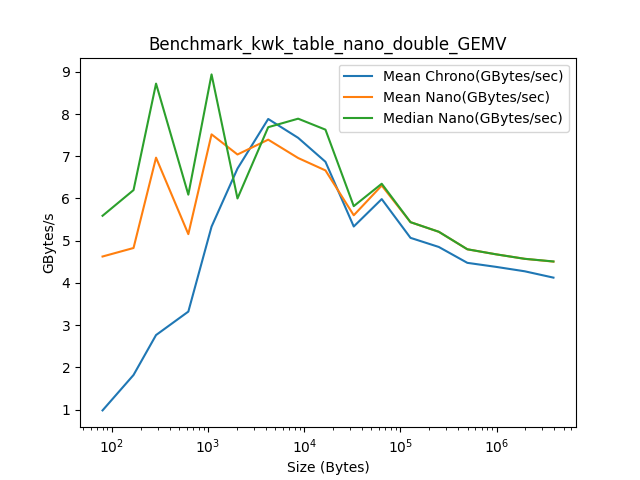 Benchmark_kwk_table_nano_double_GEMV
Mean Chrono(GBytes/sec)
Mean Nano(GBytes/sec)
Median Nano(GBytes/sec)
GBytes/s
9
8
7
6
5
4
3
2
1
10² 10³ 10⁴ 10⁵ 10⁶
Size (Bytes)